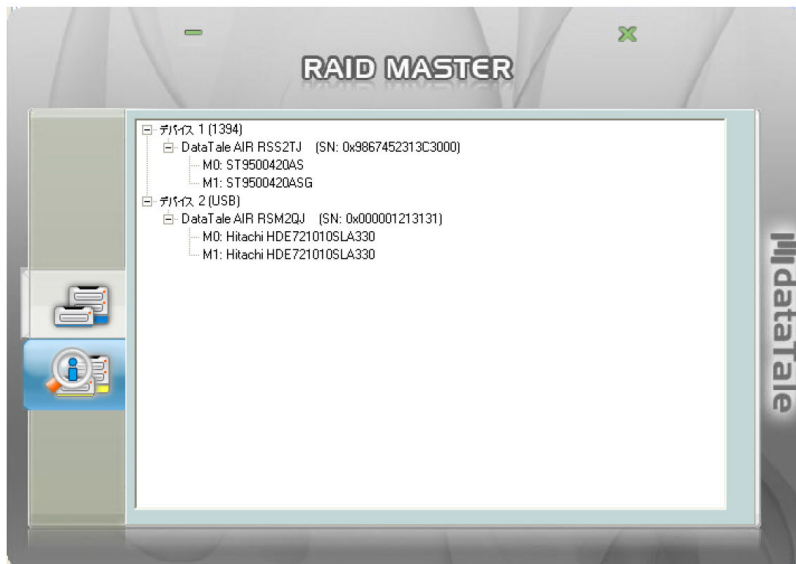 RAID MASTER
デバイス 1 (1394)
DataTale AIR RSS2TJ (SN: 0x9867452313C3000)
M0: ST9500420AS
M1: ST9500420ASG
デバイス 2 (USB)
DataTale AIR RSM2QJ (SN: 0x000001213131)
M0: Hitachi HDE721010SLA330
M1: Hitachi HDE721010SLA330
dataTale